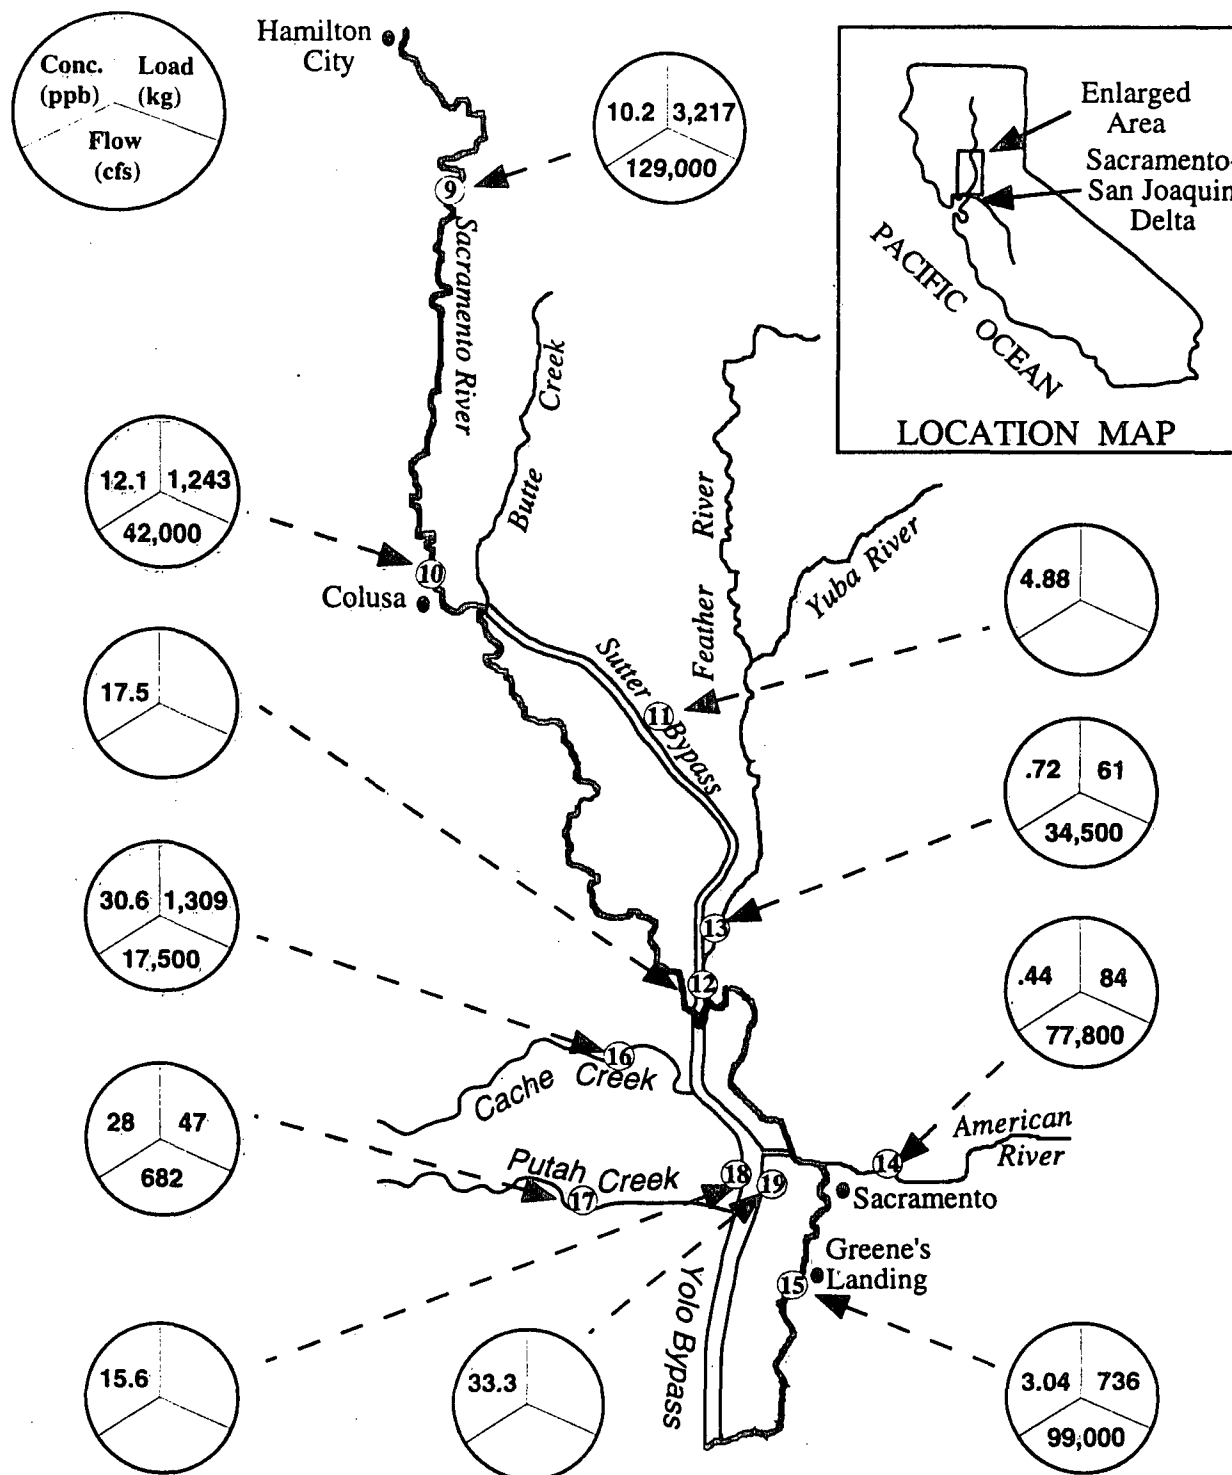 Conc.
(ppb)
Load
(kg)
Flow
(cfs)
Hamilton
City
10.2
3,217
129,000
Enlarged
Area
Sacramento-
San Joaquin
Delta
PACIFIC OCEAN
LOCATION MAP
9
Sacramento River
Butte Creek
Feather River
Yuba River
12.1
1,243
42,000
10
Colusa
4.88
Sutter Bypass
11
17.5
.72
61
34,500
13
30.6
1,309
17,500
12
.44
84
77,800
16
Cache Creek
28
47
682
American
River
14
Putah Creek
17
18
19
Sacramento
Greene's
Landing
15
Yolo Bypass
15.6
33.3
3.04
736
99,000